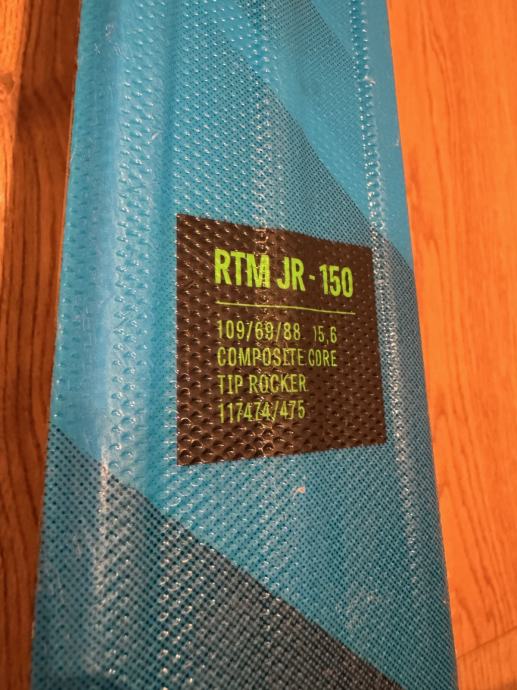 RTM JR - 150
109/69/88 15,6
COMPOSITE CORE
TIP ROCKER
117474/475